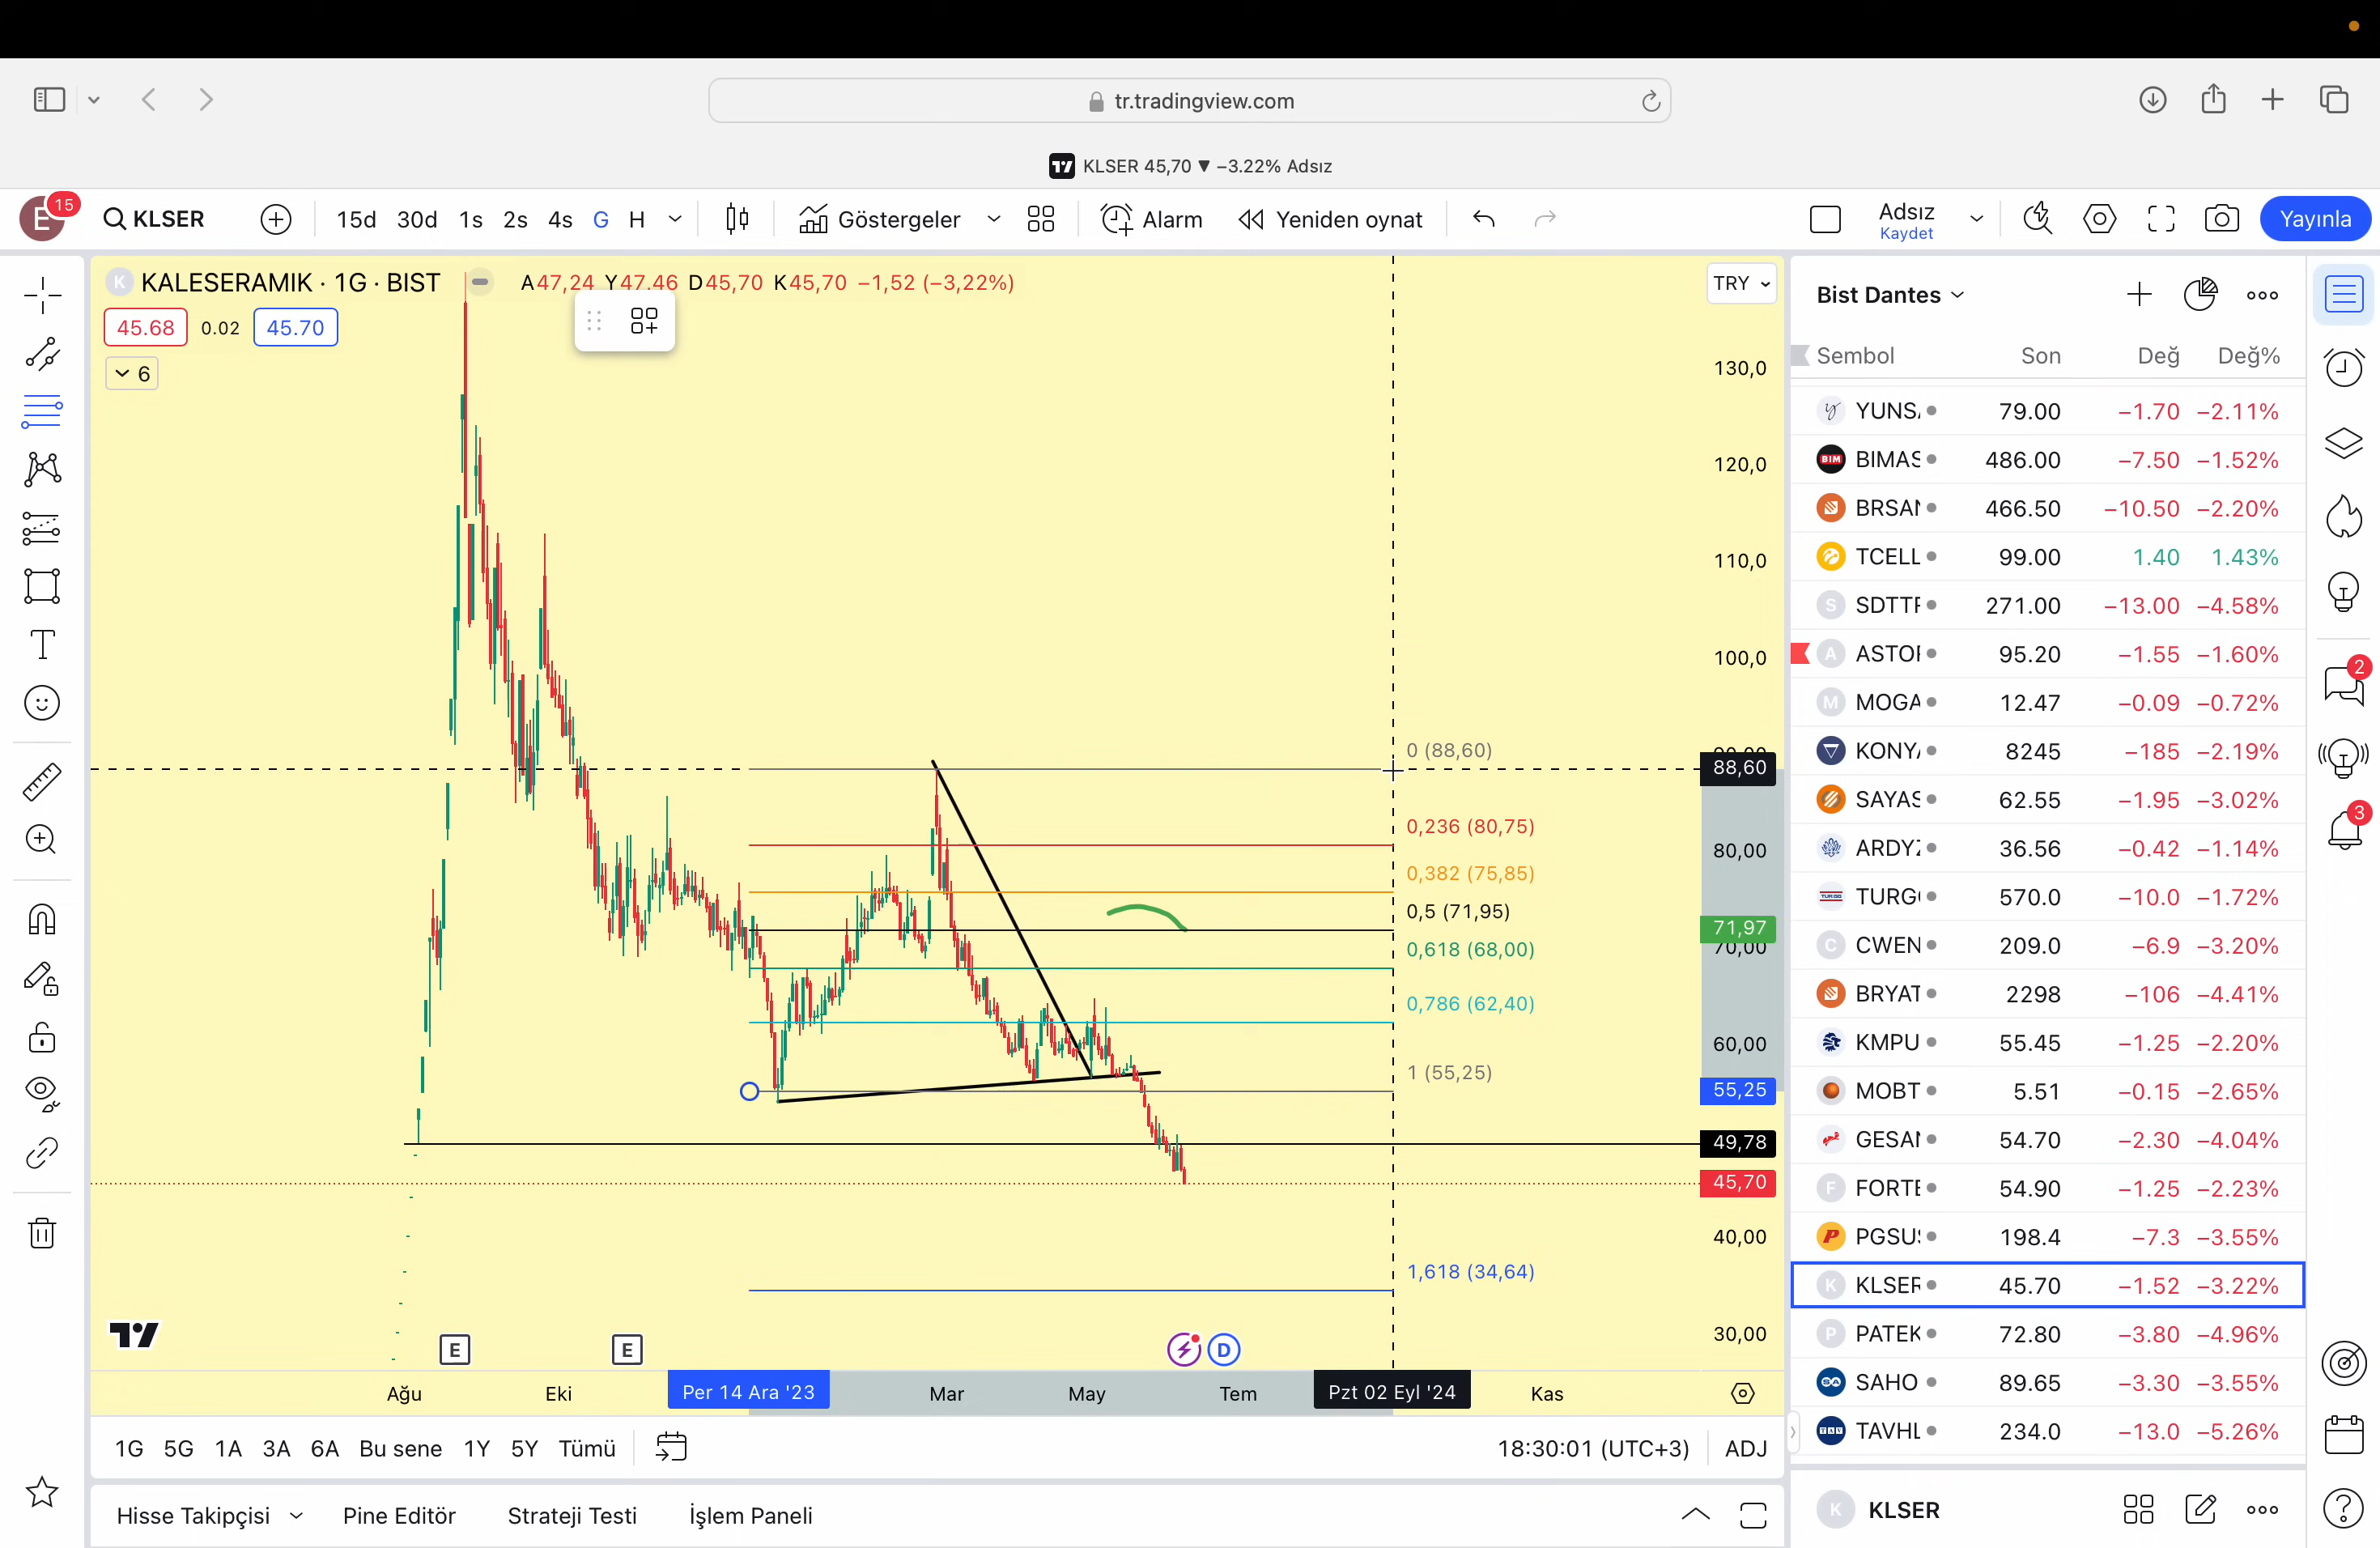 tr.tradingview.com
KLSER 45,70 ▼ −3.22% Adsız
E 15
KLSER
15d 30d 1s 2s 4s G H
Göstergeler
Alarm
Yeniden oynat
Adsız
Kaydet
Yayınla
KALESERAMIK · 1G · BIST
A47,24 Y47.46 D45,70 K45,70 −1,52 (−3,22%)
45.68 0.02 45.70
6
TRY
130,0
120,0
110,0
100,0
88,60
80,00
71,97
70,00
60,00
55,25
49,78
45,70
40,00
30,00
0 (88,60)
0,236 (80,75)
0,382 (75,85)
0,5 (71,95)
0,618 (68,00)
0,786 (62,40)
1 (55,25)
1,618 (34,64)
E E D
Ağu Eki Per 14 Ara '23 Mar May Tem Pzt 02 Eyl '24 Kas
1G 5G 1A 3A 6A Bu sene 1Y 5Y Tümü
18:30:01 (UTC+3) ADJ
Hisse Takipçisi Pine Editör Strateji Testi İşlem Paneli
Bist Dantes
Sembol Son Değ Değ%
YUNS 79.00 −1.70 −2.11%
BIM BIMAS 486.00 −7.50 −1.52%
BRSAN 466.50 −10.50 −2.20%
TCELL 99.00 1.40 1.43%
S SDTTR 271.00 −13.00 −4.58%
A ASTOR 95.20 −1.55 −1.60%
M MOGA 12.47 −0.09 −0.72%
KONY 8245 −185 −2.19%
SAYAS 62.55 −1.95 −3.02%
ARDYZ 36.56 −0.42 −1.14%
TURG 570.0 −10.0 −1.72%
C CWEN 209.0 −6.9 −3.20%
BRYAT 2298 −106 −4.41%
KMPU 55.45 −1.25 −2.20%
MOBT 5.51 −0.15 −2.65%
GESAN 54.70 −2.30 −4.04%
F FORTE 54.90 −1.25 −2.23%
P PGSUS 198.4 −7.3 −3.55%
K KLSER 45.70 −1.52 −3.22%
P PATEK 72.80 −3.80 −4.96%
SA SAHO 89.65 −3.30 −3.55%
TAV TAVHL 234.0 −13.0 −5.26%
K KLSER
2
3